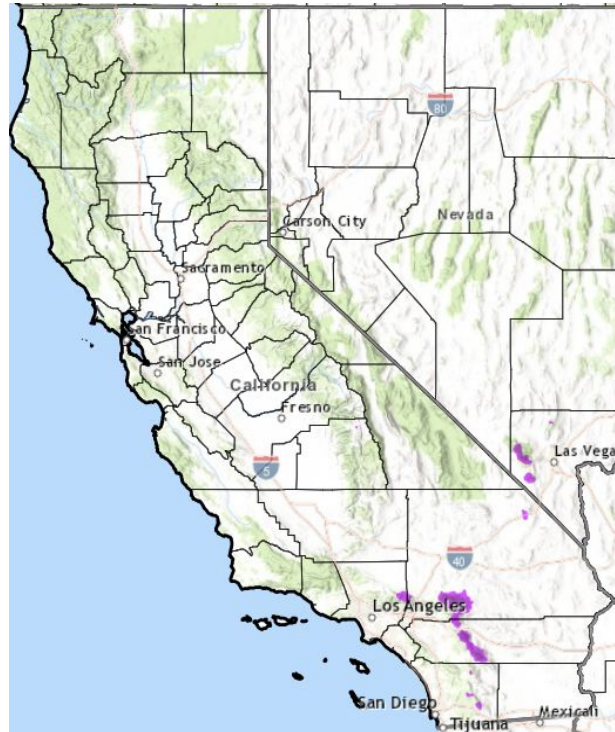 80
Carson City
Nevada
Sacramento
San Francisco
San Jose
California
Fresno
Las Vega
5
40
Los Angeles
San Diego
Mexicali
Tijuana